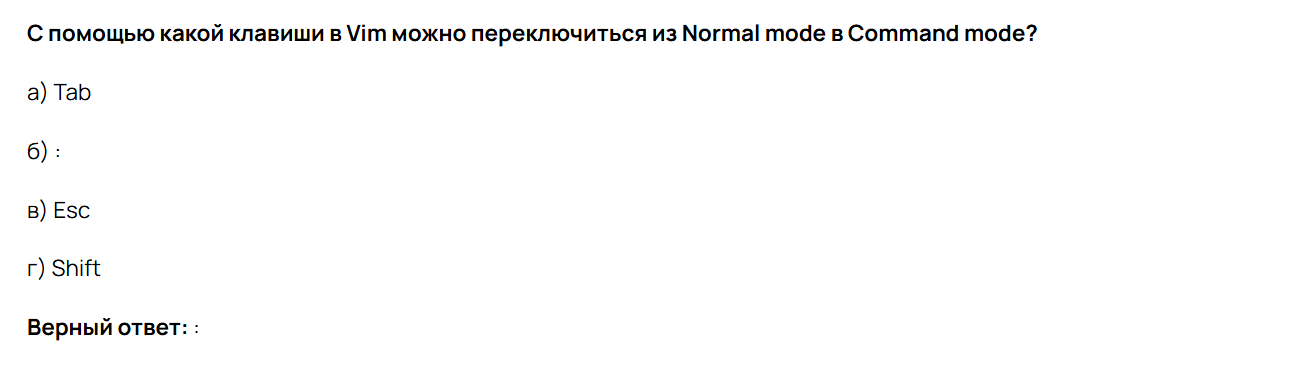 С помощью какой клавиши в Vim можно переключиться из Normal mode в Command mode?
а) Tab
б) :
в) Esc
г) Shift
Верный ответ: :